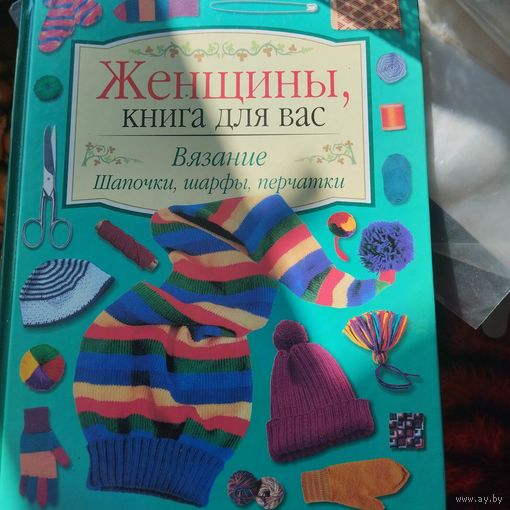 Женщины,
книга для вас
Вязание
Шапочки, шарфы, перчатки
www.ay.by